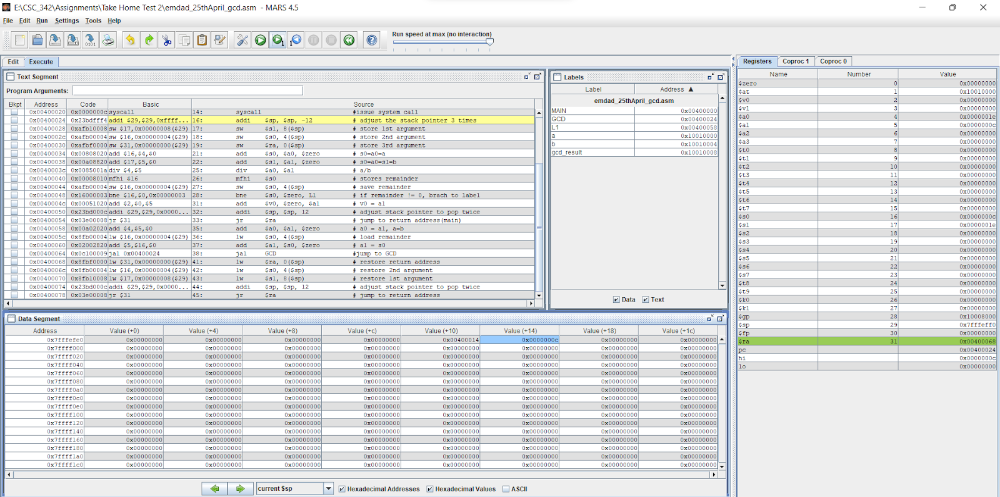 E:\CSC_342\Assignments\Take Home Test 2\emdad_25thApril_gcd.asm - MARS 4.5
File Edit Run Settings Tools Help
Run speed at max (no interaction)
Edit Execute
Text Segment
Program Arguments:
Bkpt Address Code Basic Source
0x00400020 0x0000000c syscall 14: syscall #issue system call
0x00400024 0x23bdfff4 addi $29,$29,0xffff... 16: addi $sp, $sp, -12 # adjust the stack pointer 3 times
0x00400028 0xafb10008 sw $17,0x00000008($29) 17: sw $s1, 8($sp) # store 1st argument
0x0040002c 0xafb00004 sw $16,0x00000004($29) 18: sw $s0, 4($sp) # store 2nd argument
0x00400030 0xafbf0000 sw $31,0x00000000($29) 19: sw $ra, 0($sp) # store 3rd argument
0x00400034 0x00808020 add $16,$4,$0 21: add $s0, $a0, $zero # s0=a0=a
0x00400038 0x00a08820 add $17,$5,$0 22: add $s1, $a1, $zero # s0=a0=s1=b
0x0040003c 0x0085001a div $4,$5 25: div $a0, $a1 # a/b
0x00400040 0x00008010 mfhi $16 26: mfhi $s0 # stores remainder
0x00400044 0xafb00004 sw $16,0x00000004($29) 27: sw $s0, 4($sp) # save remainder
0x00400048 0x16000003 bne $16,$0,0x00000003 28: bne $s0, $zero, L1 # if remainder != 0, brach to label
0x0040004c 0x00051020 add $2,$0,$5 31: add $v0, $zero, $a1 # v0 = a1
0x00400050 0x23bd000c addi $29,$29,0x0000... 32: addi $sp, $sp, 12 # adjust stack pointer to pop twice
0x00400054 0x03e00008 jr $31 33: jr $ra # jump to return address(main)
0x00400058 0x00a02020 add $4,$5,$0 35: add $a0, $a1, $zero # a0 = a1, a=b
0x0040005c 0x8fb00004 lw $16,0x00000004($29) 36: lw $s0, 4($sp) # load remainder
0x00400060 0x02002820 add $5,$16,$0 37: add $a1, $s0, $zero # a1 = s0
0x00400064 0x0c100009 jal 0x00400024 38: jal GCD #jump to GCD
0x00400068 0x8fbf0000 lw $31,0x00000000($29) 41: lw $ra, 0($sp) # restore return address
0x0040006c 0x8fb00004 lw $16,0x00000004($29) 42: lw $s0, 4($sp) # restore 2nd argument
0x00400070 0x8fb10008 lw $17,0x00000008($29) 43: lw $s1, 8($sp) # restore 1st argument
0x00400074 0x23bd000c addi $29,$29,0x0000... 44: addi $sp, $sp, 12 # adjust stack pointer to pop twice
0x00400078 0x03e00008 jr $31 45: jr $ra # jump to return address
Labels
Label Address ▲
emdad_25thApril_gcd.asm
MAIN 0x00400000
GCD 0x00400024
L1 0x00400058
a 0x10010000
b 0x10010004
gcd_result 0x10010008
Data Text
Data Segment
Address Value (+0) Value (+4) Value (+8) Value (+c) Value (+10) Value (+14) Value (+18) Value (+1c)
0x7fffefe0 0x00000000 0x00000000 0x00000000 0x00000000 0x00400014 0x0000000c 0x00000000 0x00000000
0x7ffff000 0x00000000 0x00000000 0x00000000 0x00000000 0x00000000 0x00000000 0x00000000 0x00000000
0x7ffff020 0x00000000 0x00000000 0x00000000 0x00000000 0x00000000 0x00000000 0x00000000 0x00000000
0x7ffff040 0x00000000 0x00000000 0x00000000 0x00000000 0x00000000 0x00000000 0x00000000 0x00000000
0x7ffff060 0x00000000 0x00000000 0x00000000 0x00000000 0x00000000 0x00000000 0x00000000 0x00000000
0x7ffff080 0x00000000 0x00000000 0x00000000 0x00000000 0x00000000 0x00000000 0x00000000 0x00000000
0x7ffff0a0 0x00000000 0x00000000 0x00000000 0x00000000 0x00000000 0x00000000 0x00000000 0x00000000
0x7ffff0c0 0x00000000 0x00000000 0x00000000 0x00000000 0x00000000 0x00000000 0x00000000 0x00000000
0x7ffff0e0 0x00000000 0x00000000 0x00000000 0x00000000 0x00000000 0x00000000 0x00000000 0x00000000
0x7ffff100 0x00000000 0x00000000 0x00000000 0x00000000 0x00000000 0x00000000 0x00000000 0x00000000
0x7ffff120 0x00000000 0x00000000 0x00000000 0x00000000 0x00000000 0x00000000 0x00000000 0x00000000
0x7ffff140 0x00000000 0x00000000 0x00000000 0x00000000 0x00000000 0x00000000 0x00000000 0x00000000
0x7ffff160 0x00000000 0x00000000 0x00000000 0x00000000 0x00000000 0x00000000 0x00000000 0x00000000
0x7ffff180 0x00000000 0x00000000 0x00000000 0x00000000 0x00000000 0x00000000 0x00000000 0x00000000
0x7ffff1a0 0x00000000 0x00000000 0x00000000 0x00000000 0x00000000 0x00000000 0x00000000 0x00000000
0x7ffff1c0 0x00000000 0x00000000 0x00000000 0x00000000 0x00000000 0x00000000 0x00000000 0x00000000
current $sp Hexadecimal Addresses Hexadecimal Values ASCII
Registers Coproc 1 Coproc 0
Name Number Value
$zero 0 0x00000000
$at 1 0x10010000
$v0 2 0x00000000
$v1 3 0x00000000
$a0 4 0x0000001e
$a1 5 0x0000000c
$a2 6 0x00000000
$a3 7 0x00000000
$t0 8 0x00000000
$t1 9 0x00000000
$t2 10 0x00000000
$t3 11 0x00000000
$t4 12 0x00000000
$t5 13 0x00000000
$t6 14 0x00000000
$t7 15 0x00000000
$s0 16 0x0000000c
$s1 17 0x0000001e
$s2 18 0x00000000
$s3 19 0x00000000
$s4 20 0x00000000
$s5 21 0x00000000
$s6 22 0x00000000
$s7 23 0x00000000
$t8 24 0x00000000
$t9 25 0x00000000
$k0 26 0x00000000
$k1 27 0x00000000
$gp 28 0x10008000
$sp 29 0x7fffeff0
$fp 30 0x00000000
$ra 31 0x00400068
pc 0x00400024
hi 0x0000000c
lo 0x00000000